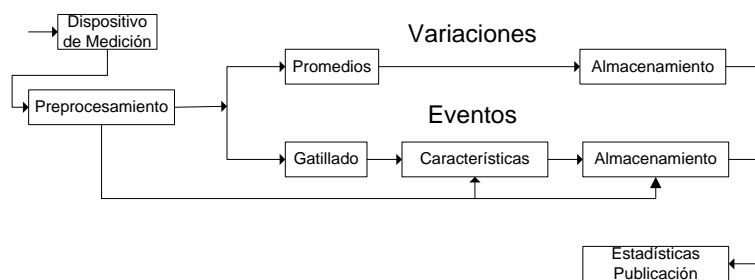 Dispositivo
de Medición
Variaciones
Promedios
Almacenamiento
Preprocesamiento
Eventos
Gatillado
Características
Almacenamiento
Estadísticas
Publicación